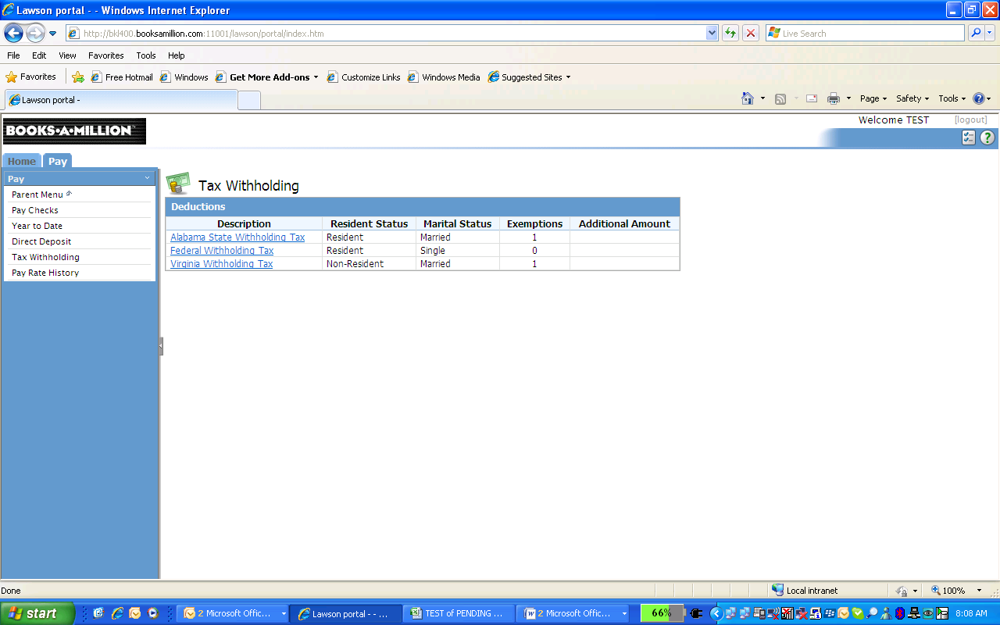 Lawson portal - - Windows Internet Explorer
http://bkl400.booksamillion.com:11001/lawson/portal/index.htm
Live Search
File Edit View Favorites Tools Help
Favorites Free Hotmail Windows Get More Add-ons Customize Links Windows Media Suggested Sites
Lawson portal -
Page Safety Tools
BOOKS•A•MILLION
Welcome TEST [logout]
Home Pay
Pay
Parent Menu
Pay Checks
Year to Date
Direct Deposit
Tax Withholding
Pay Rate History
Tax Withholding
Deductions
Description Resident Status Marital Status Exemptions Additional Amount
Alabama State Withholding Tax Resident Married 1
Federal Withholding Tax Resident Single 0
Virginia Withholding Tax Non-Resident Married 1
Done
Local intranet
100%
start
2 Microsoft Offic...
Lawson portal - - ...
TEST of PENDING ...
2 Microsoft Offic...
66%
8:08 AM